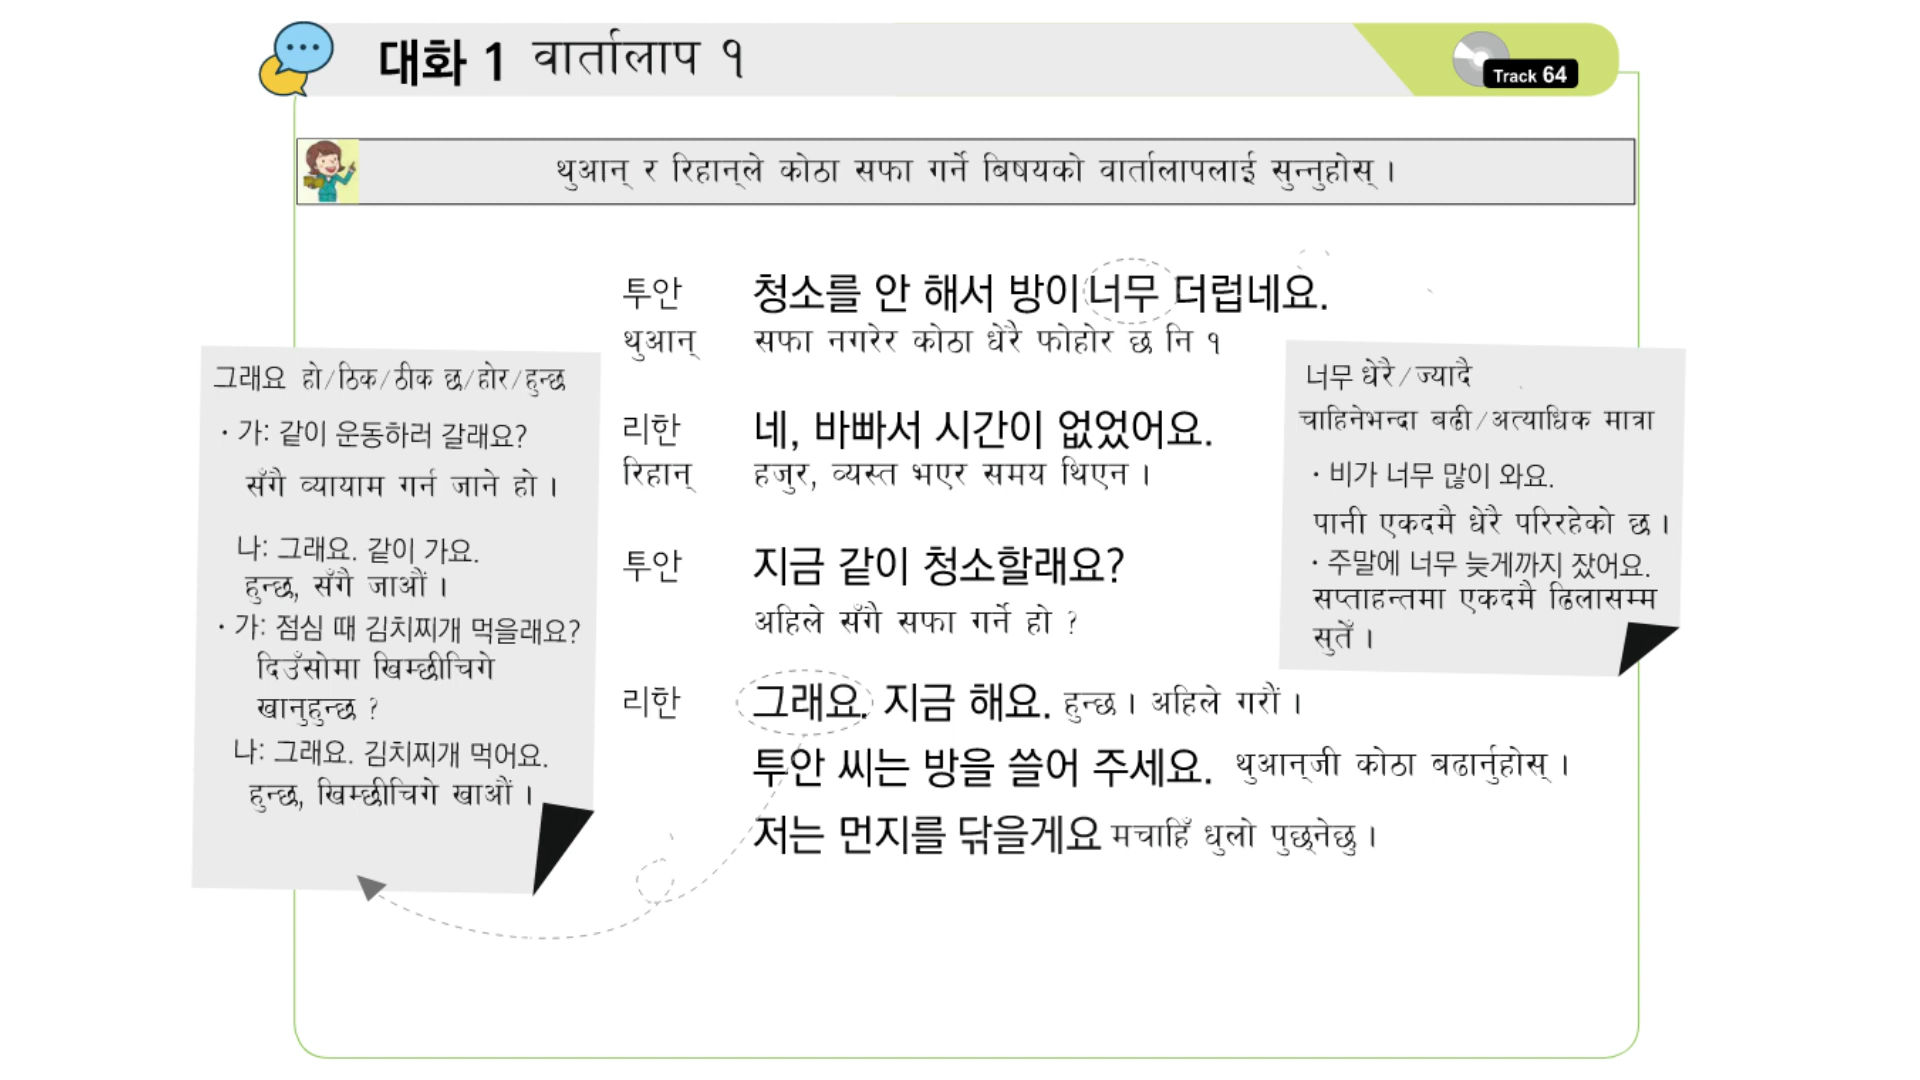 대화 1 वार्तालाप १
Track 64
थुआन् र रिहान्‌ले कोठा सफा गर्ने बिषयको वार्तालापलाई सुन्नुहोस् ।
투안 청소를 안 해서 방이 너무 더럽네요.
थुआन् सफा नगरेर कोठा धेरै फोहोर छ नि १
리한 네, 바빠서 시간이 없었어요.
रिहान् हजुर, व्यस्त भएर समय थिएन ।
투안 지금 같이 청소할래요?
अहिले सँगै सफा गर्ने हो ?
리한 그래요. 지금 해요. हुन्छ । अहिले गरौं ।
투안 씨는 방을 쓸어 주세요. थुआन्‌जी कोठा बढार्नुहोस् ।
저는 먼지를 닦을게요 मचाहिँ धुलो पुछ्नेछु ।
그래요 हो/ठिक/ठीक छ/होर/हुन्छ
· 가: 같이 운동하러 갈래요?
सँगै व्यायाम गर्न जाने हो ।
나: 그래요. 같이 가요.
हुन्छ, सँगै जाऔं ।
· 가: 점심 때 김치찌개 먹을래요?
दिउँसोमा खिम्छीचिगे
खानुहुन्छ ?
나: 그래요. 김치찌개 먹어요.
हुन्छ, खिम्छीचिगे खाऔं ।
너무 धेरै/ज्यादै
चाहिनेभन्दा बढी/अत्याधिक मात्रा
· 비가 너무 많이 와요.
पानी एकदमै धेरै परिरहेको छ ।
· 주말에 너무 늦게까지 잤어요.
सप्ताहन्तमा एकदमै ढिलासम्म
सुतेँ ।